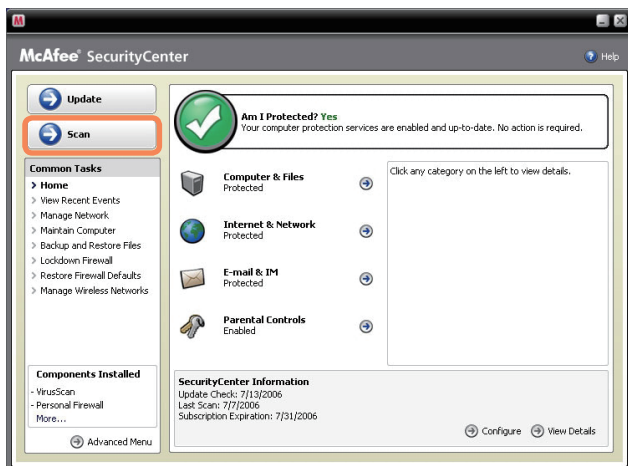 M
McAfee® SecurityCenter
Help
Update
Scan
Common Tasks
Home
View Recent Events
Manage Network
Maintain Computer
Backup and Restore Files
Lockdown Firewall
Restore Firewall Defaults
Manage Wireless Networks
Components Installed
- VirusScan
- Personal Firewall
More...
Advanced Menu
Am I Protected? Yes
Your computer protection services are enabled and up-to-date. No action is required.
Computer & Files
Protected
Internet & Network
Protected
E-mail & IM
Protected
Parental Controls
Enabled
Click any category on the left to view details.
SecurityCenter Information
Update Check: 7/13/2006
Last Scan: 7/7/2006
Subscription Expiration: 7/31/2006
Configure
View Details